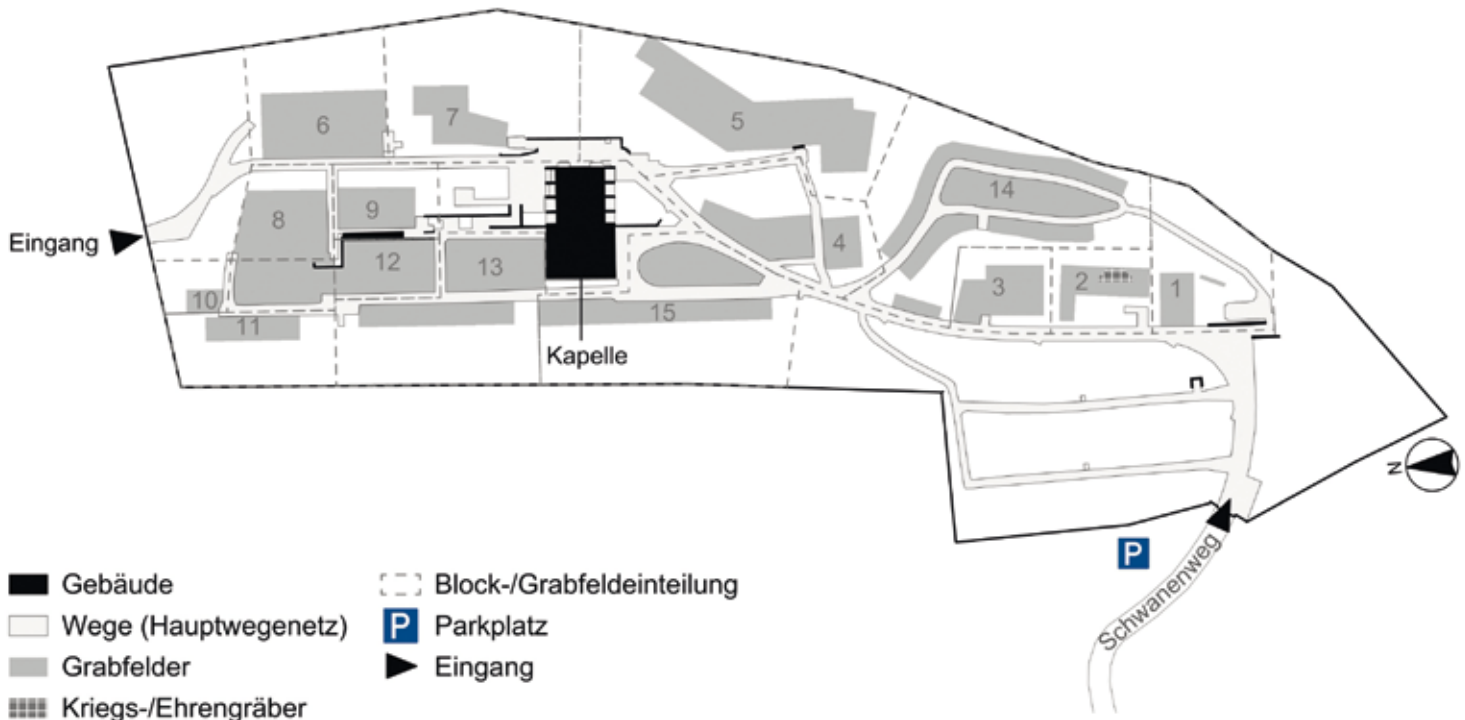 5
7
6
14
9
8
4
Eingang
12
13
3
2
1
10
15
11
Kapelle
N
P
Schwanenweg
Gebäude
Block-/Grabfeldeinteilung
Wege (Hauptwegenetz)
P Parkplatz
Grabfelder
Eingang
Kriegs-/Ehrengräber